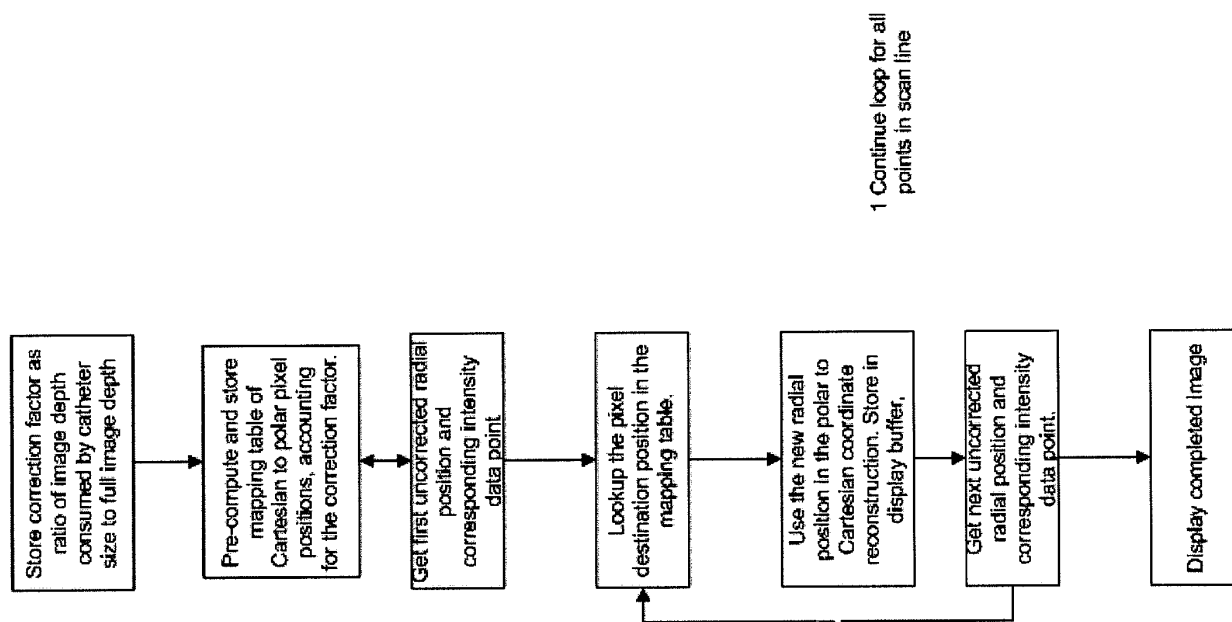 Store correction factor as
ratio of image depth
consumed by catheter
size to full image depth
Pre-compute and store
mapping table of
Cartesian to polar pixel
positions, accounting
for the correction factor.
Get first uncorrected radial
position and
corresponding intensity
data point.
Lookup the pixel
destination position in the
mapping table.
Use the new radial
position in the polar to
Cartesian coordinate
reconstruction. Store in
display buffer,
Get next uncorrected
radial position and
corresponding intensity
data point.
Display completed Image
1 Continue loop for all
points in scan line